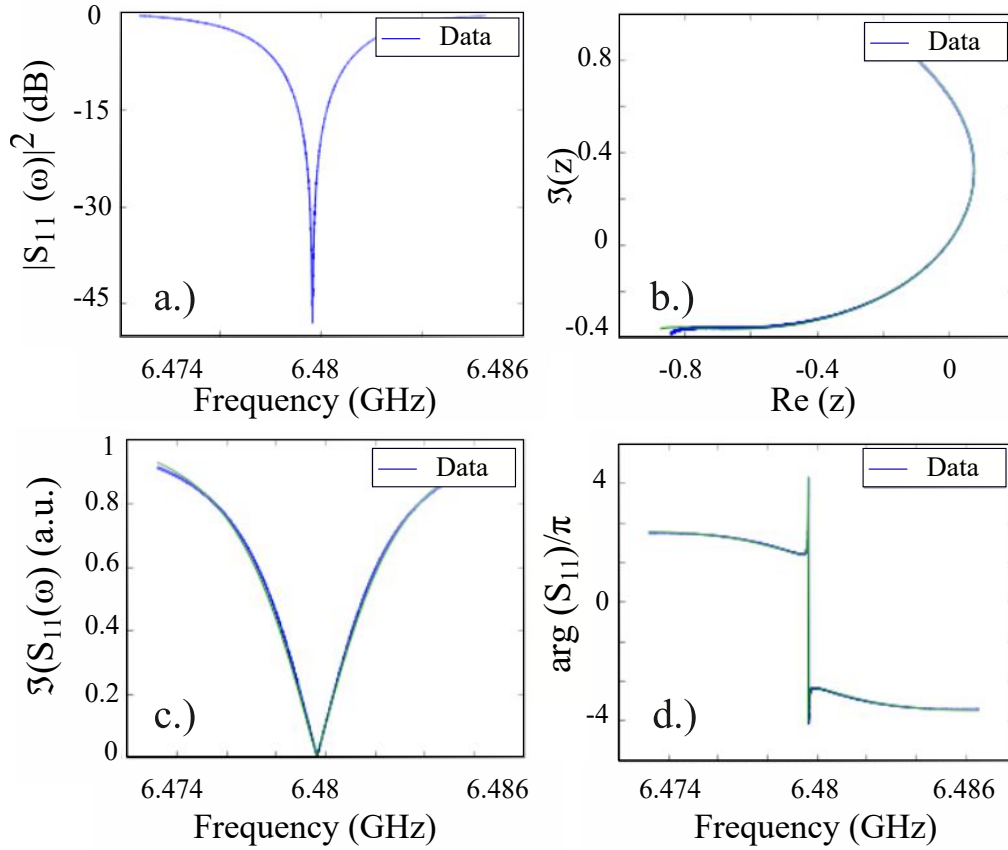 |S11 (ω)|2 (dB)
0
-15
-30
-45
Data
a.)
6.474 6.48 6.486
Frequency (GHz)
ℑ(z)
0.8
0.4
0
-0.4
Data
b.)
-0.8 -0.4 0
Re (z)
ℑ(S11(ω) (a.u.)
1
0.8
0.6
0.4
0.2
0
Data
c.)
6.474 6.48 6.486
Frequency (GHz)
arg (S11)/π
4
2
0
-4
Data
d.)
6.474 6.48 6.486
Frequency (GHz)